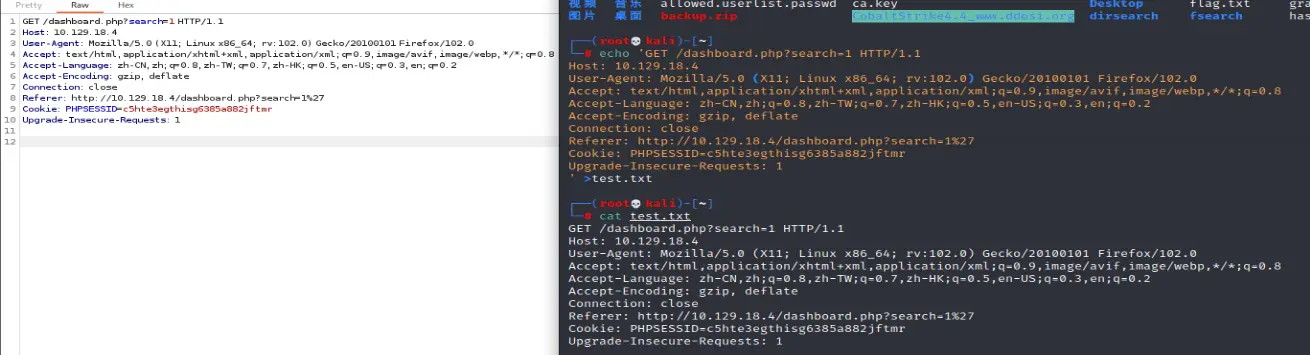 Pretty Raw Hex
1 GET /dashboard.php?search=1 HTTP/1.1
2 Host: 10.129.18.4
3 User-Agent: Mozilla/5.0 (X11; Linux x86_64; rv:102.0) Gecko/20100101 Firefox/102.0
4 Accept: text/html,application/xhtml+xml,application/xml;q=0.9,image/avif,image/webp,*/*;q=0.8
5 Accept-Language: zh-CN,zh;q=0.8,zh-TW;q=0.7,zh-HK;q=0.5,en-US;q=0.3,en;q=0.2
6 Accept-Encoding: gzip, deflate
7 Connection: close
8 Referer: http://10.129.18.4/dashboard.php?search=1%27
9 Cookie: PHPSESSID=c5hte3egthisg6385a882jftmr
10 Upgrade-Insecure-Requests: 1
11
12
视频 音乐 allowed.userlist.passwd ca.key Desktop flag.txt gra
图片 桌面 backup.zip CobaltStrike4.4_www.ddosi.org dirsearch fsearch has
(root💀kali)-[~]
# echo 'GET /dashboard.php?search=1 HTTP/1.1
Host: 10.129.18.4
User-Agent: Mozilla/5.0 (X11; Linux x86_64; rv:102.0) Gecko/20100101 Firefox/102.0
Accept: text/html,application/xhtml+xml,application/xml;q=0.9,image/avif,image/webp,*/*;q=0.8
Accept-Language: zh-CN,zh;q=0.8,zh-TW;q=0.7,zh-HK;q=0.5,en-US;q=0.3,en;q=0.2
Accept-Encoding: gzip, deflate
Connection: close
Referer: http://10.129.18.4/dashboard.php?search=1%27
Cookie: PHPSESSID=c5hte3egthisg6385a882jftmr
Upgrade-Insecure-Requests: 1
' >test.txt
(root💀kali)-[~]
# cat test.txt
GET /dashboard.php?search=1 HTTP/1.1
Host: 10.129.18.4
User-Agent: Mozilla/5.0 (X11; Linux x86_64; rv:102.0) Gecko/20100101 Firefox/102.0
Accept: text/html,application/xhtml+xml,application/xml;q=0.9,image/avif,image/webp,*/*;q=0.8
Accept-Language: zh-CN,zh;q=0.8,zh-TW;q=0.7,zh-HK;q=0.5,en-US;q=0.3,en;q=0.2
Accept-Encoding: gzip, deflate
Connection: close
Referer: http://10.129.18.4/dashboard.php?search=1%27
Cookie: PHPSESSID=c5hte3egthisg6385a882jftmr
Upgrade-Insecure-Requests: 1